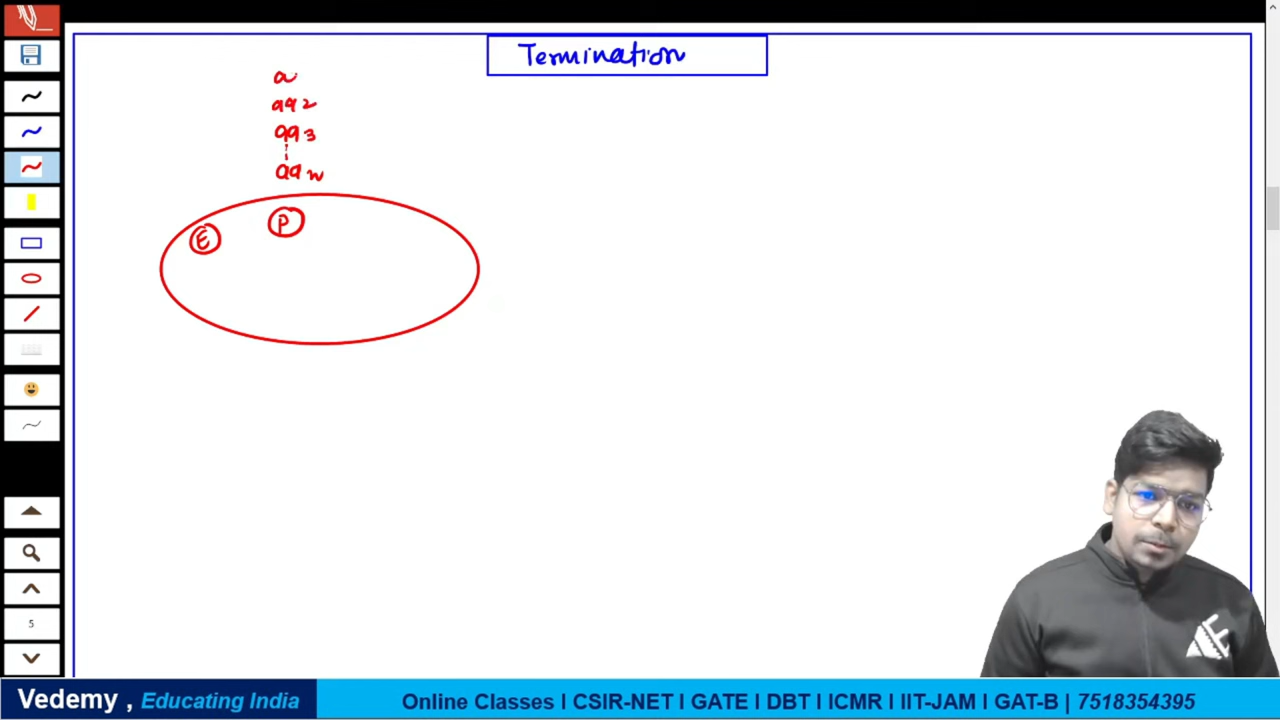 Termination
a
aa2
aa3
aan
E
P
5
Vedemy , Educating India
Online Classes I CSIR-NET I GATE I DBT I ICMR I IIT-JAM I GAT-B I 7518354395